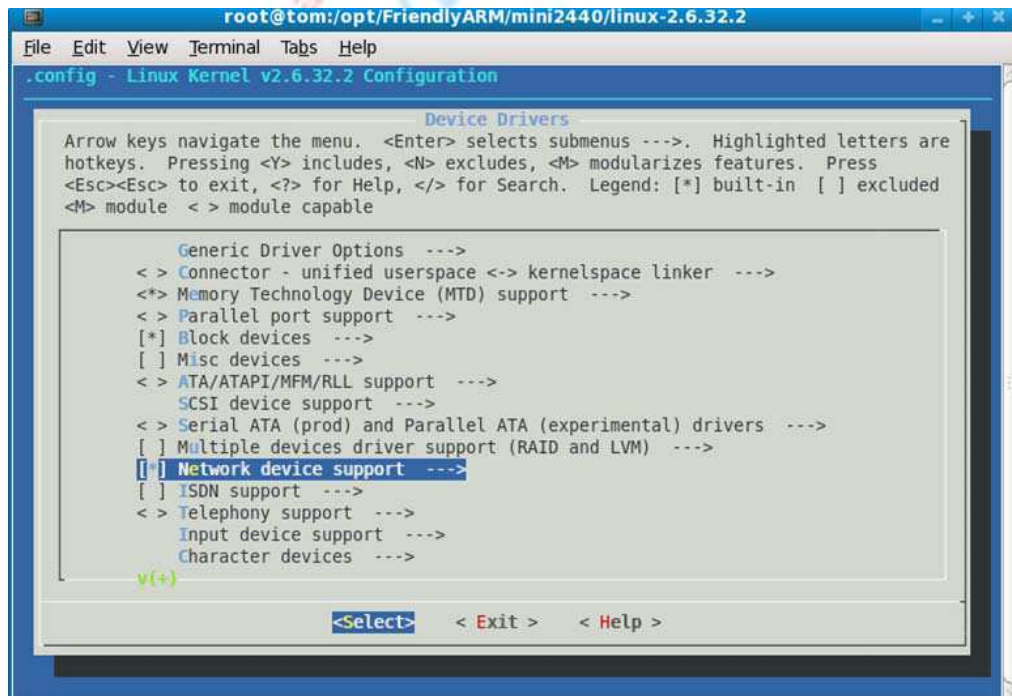 root@tom:/opt/FriendlyARM/mini2440/linux-2.6.32.2
File Edit View Terminal Tabs Help
.config - Linux Kernel v2.6.32.2 Configuration
Device Drivers
Arrow keys navigate the menu. <Enter> selects submenus --->. Highlighted letters are
hotkeys. Pressing <Y> includes, <N> excludes, <M> modularizes features. Press
<Esc><Esc> to exit, <?> for Help, </> for Search. Legend: [*] built-in [ ] excluded
<M> module < > module capable
Generic Driver Options --->
< > Connector - unified userspace <-> kernelspace linker --->
<*> Memory Technology Device (MTD) support --->
< > Parallel port support --->
[*] Block devices --->
[ ] Misc devices --->
< > ATA/ATAPI/MFM/RLL support --->
SCSI device support --->
< > Serial ATA (prod) and Parallel ATA (experimental) drivers --->
[ ] Multiple devices driver support (RAID and LVM) --->
[*] Network device support --->
[ ] ISDN support --->
< > Telephony support --->
Input device support --->
Character devices --->
v(+)
<Select> < Exit > < Help >